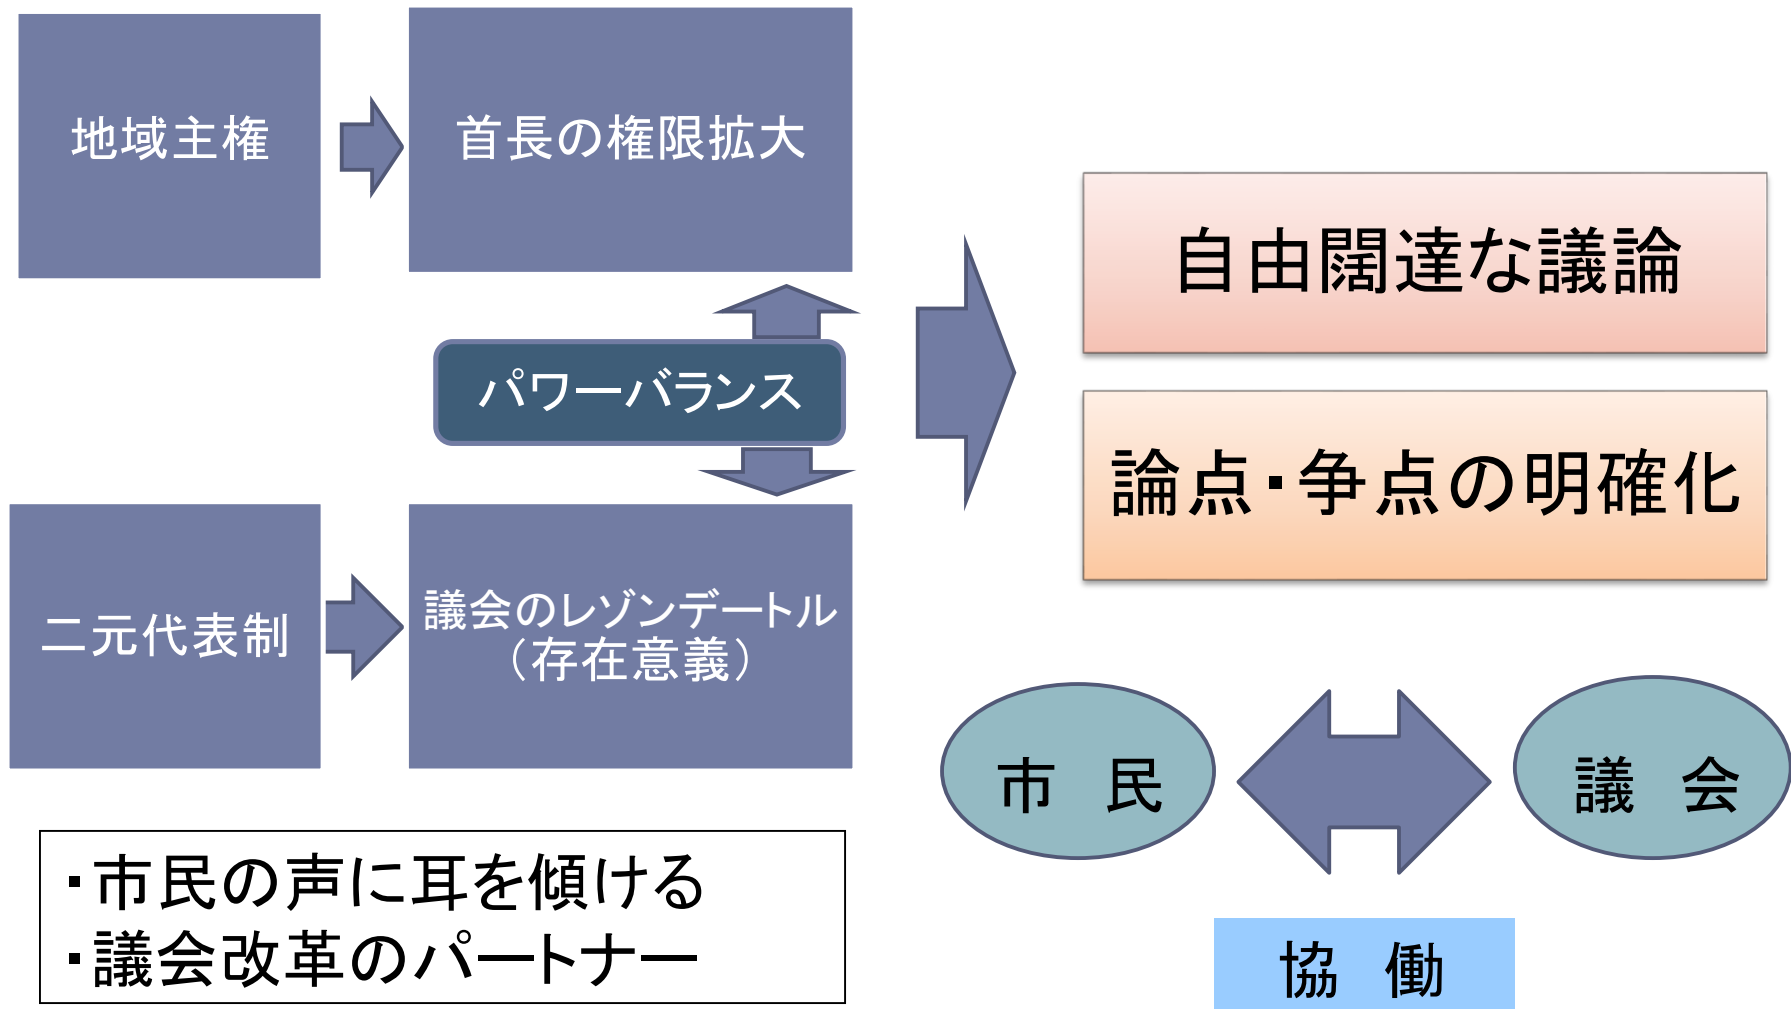 地域主権
首長の権限拡大
パワーバランス
二元代表制
議会のレゾンデートル
（存在意義）
自由闊達な議論
論点・争点の明確化
市　民
議　会
協　働
・市民の声に耳を傾ける
・議会改革のパートナー